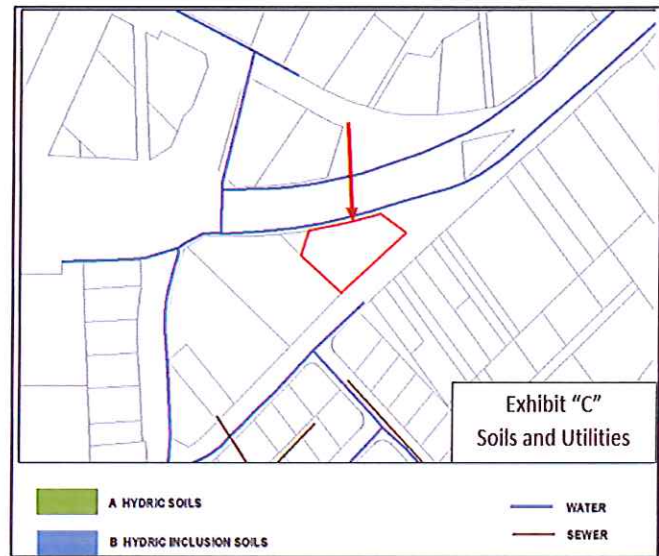 Exhibit "C"
Soils and Utilities
A HYDRIC SOILS
B HYDRIC INCLUSION SOILS
WATER
SEWER